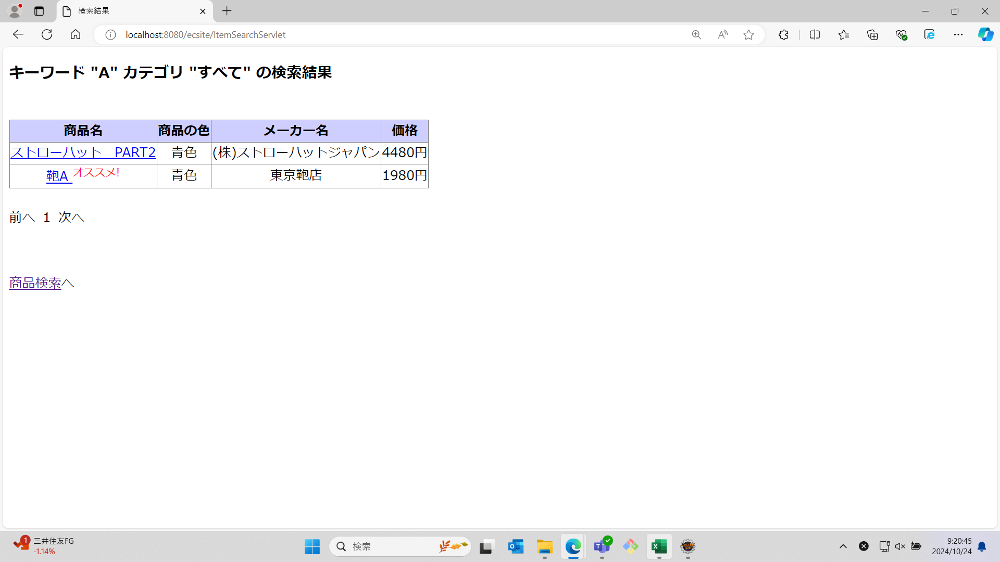 検索結果
localhost:8080/ecsite/ItemSearchServlet
キーワード "A" カテゴリ "すべて" の検索結果
商品名 商品の色 メーカー名 価格
ストローハット　PART2 青色 (株)ストローハットジャパン 4480円
鞄A オススメ! 青色 東京鞄店 1980円
前へ 1 次へ
商品検索へ
1 三井住友FG
-1.14%
検索
9:20:45
2024/10/24